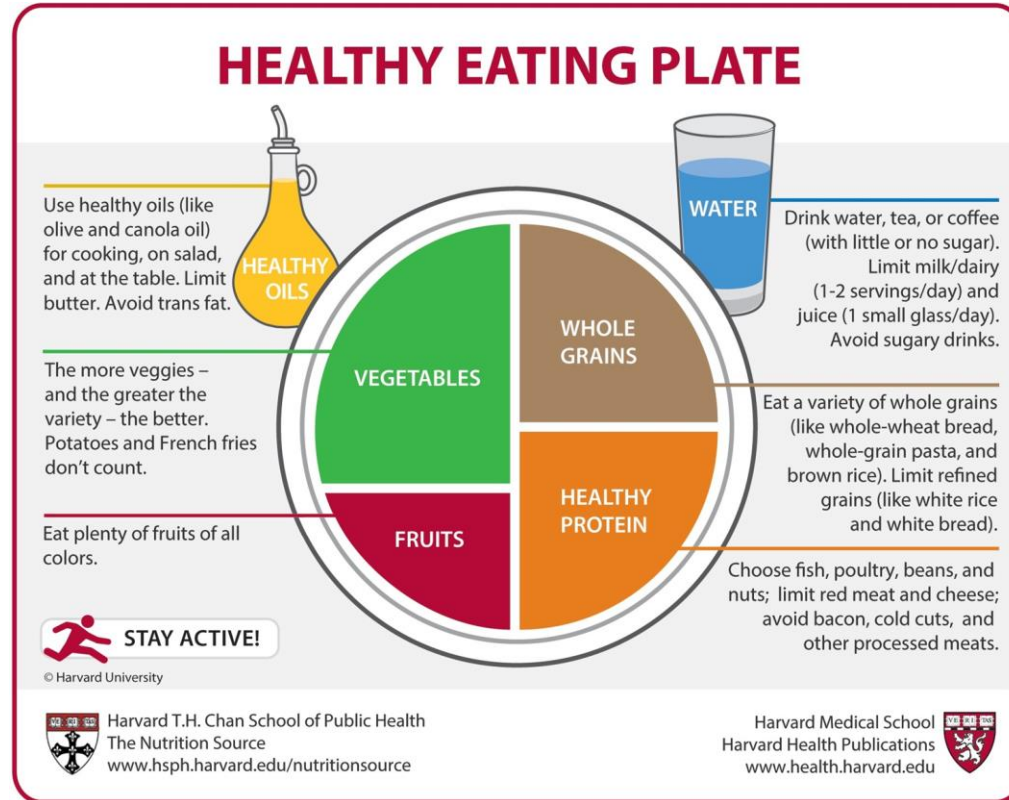 HEALTHY EATING PLATE
Use healthy oils (like
olive and canola oil)
for cooking, on salad,
and at the table. Limit
butter. Avoid trans fat.
HEALTHY
OILS
The more veggies –
and the greater the
variety – the better.
Potatoes and French fries
don't count.
Eat plenty of fruits of all
colors.
VEGETABLES
FRUITS
WHOLE
GRAINS
HEALTHY
PROTEIN
WATER
Drink water, tea, or coffee
(with little or no sugar).
Limit milk/dairy
(1-2 servings/day) and
juice (1 small glass/day).
Avoid sugary drinks.
Eat a variety of whole grains
(like whole-wheat bread,
whole-grain pasta, and
brown rice). Limit refined
grains (like white rice
and white bread).
Choose fish, poultry, beans, and
nuts; limit red meat and cheese;
avoid bacon, cold cuts, and
other processed meats.
STAY ACTIVE!
© Harvard University
Harvard T.H. Chan School of Public Health
The Nutrition Source
www.hsph.harvard.edu/nutritionsource
Harvard Medical School
Harvard Health Publications
www.health.harvard.edu